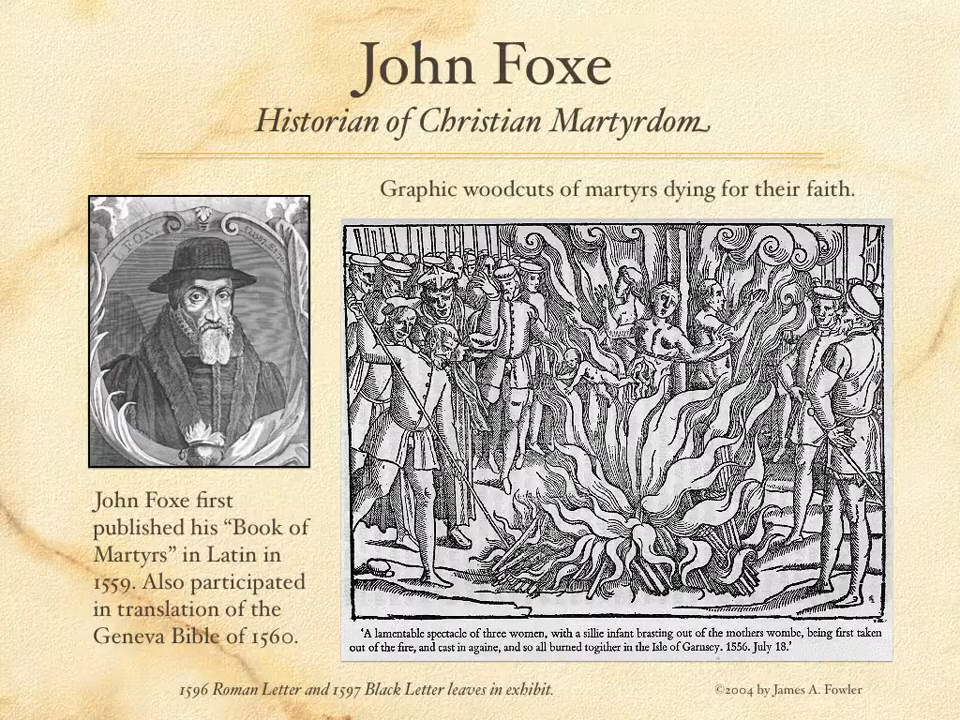 John Foxe
Historian of Christian Martyrdom
Graphic woodcuts of martyrs dying for their faith.
I. FOX.
John Foxe first
published his “Book of
Martyrs” in Latin in
1559. Also participated
in translation of the
Geneva Bible of 1560.
'A lamentable spectacle of three women, with a sillie infant brasting out of the mothers wombe, being first taken
out of the fire, and cast in againe, and so all burned togither in the Isle of Garnsey. 1556. July 18.'
1596 Roman Letter and 1597 Black Letter leaves in exhibit.
©2004 by James A. Fowler